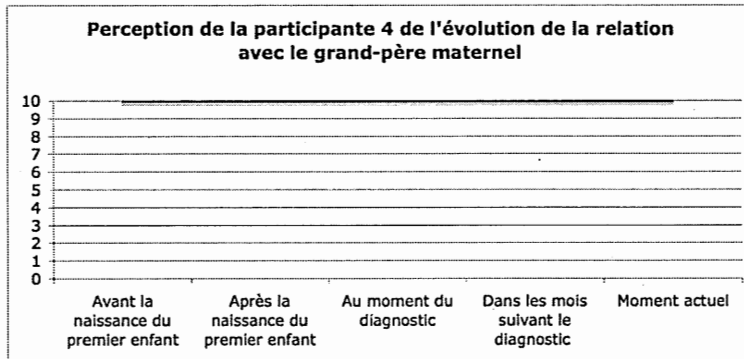 Perception de la participante 4 de l'évolution de la relation
avec le grand-père maternel
10
9
8
7
6
5
4
3
2
1
0
Avant la
naissance du
premier enfant
Après la
naissance du
premier enfant
Au moment du
diagnostic
Dans les mois
suivant le
diagnostic
Moment actuel